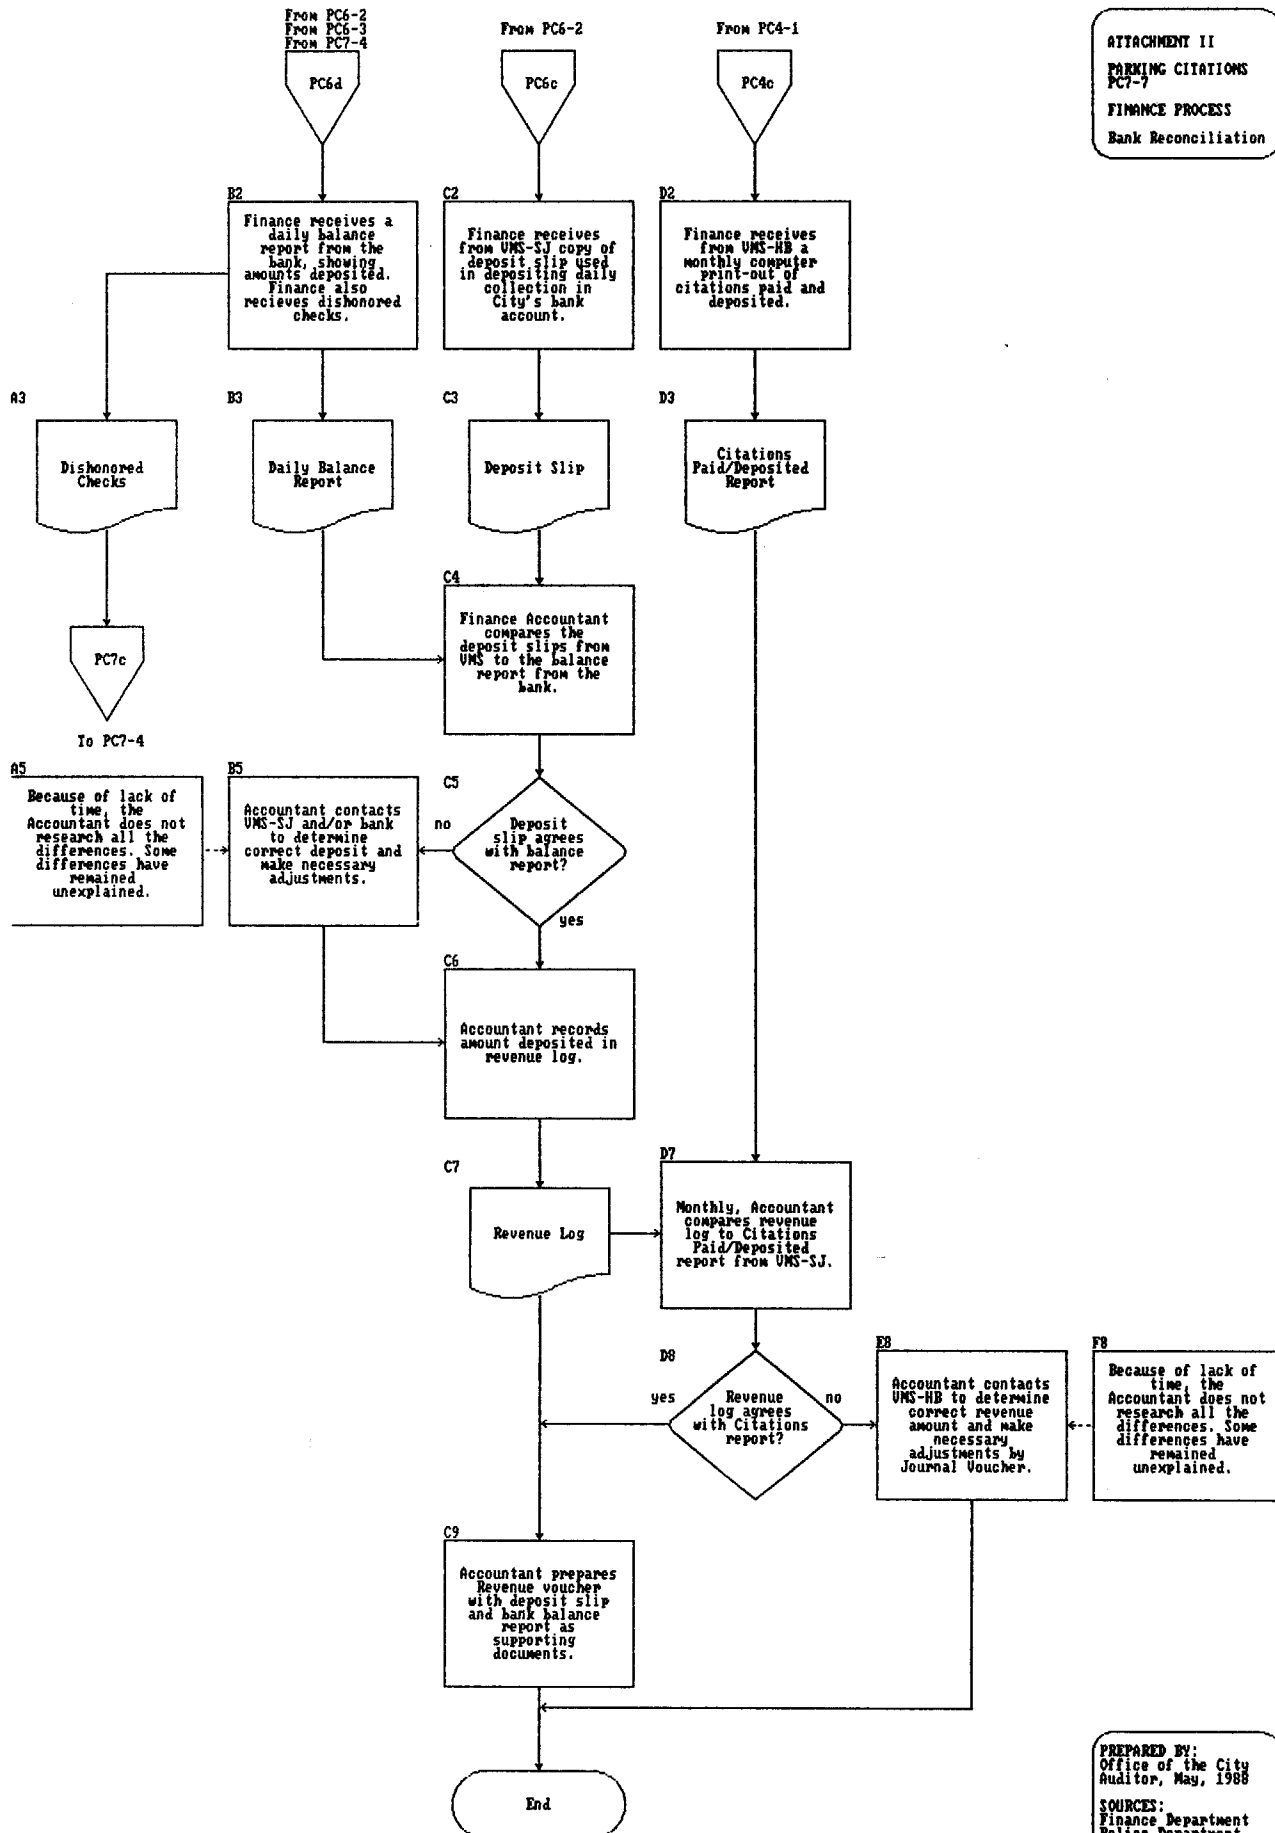 From PC6-2
From PC6-3
From PC7-4
PC6d
From PC6-2
PC6c
From PC4-1
PC4c
ATTACHMENT II
PARKING CITATIONS
PC7-7
FINANCE PROCESS
Bank Reconciliation
B2
Finance receives a
daily balance
report from the
bank, showing
amounts deposited.
Finance also
recieves dishonored
checks.
C2
Finance receives
from VMS-SJ copy of
deposit slip used
in depositing daily
collection in
City's bank
account.
D2
Finance receives
from VMS-HB a
monthly computer
print-out of
citations paid and
deposited.
A3
Dishonored
Checks
B3
Daily Balance
Report
C3
Deposit Slip
D3
Citations
Paid/Deposited
Report
PC7c
To PC7-4
C4
Finance Accountant
compares the
deposit slips from
VMS to the balance
report from the
bank.
A5
Because of lack of
time, the
Accountant does not
research all the
differences. Some
differences have
remained
unexplained.
B5
Accountant contacts
VMS-SJ and/or bank
to determine
correct deposit and
make necessary
adjustments.
no
C5
Deposit
slip agrees
with balance
report?
yes
C6
Accountant records
amount deposited in
revenue log.
C7
Revenue Log
D7
Monthly, Accountant
compares revenue
log to Citations
Paid/Deposited
report from VMS-SJ.
D8
yes
Revenue
log agrees
with Citations
report?
no
E8
Accountant contacts
VMS-HB to determine
correct revenue
amount and make
necessary
adjustments by
Journal Voucher.
F8
Because of lack of
time, the
Accountant does not
research all the
differences. Some
differences have
remained
unexplained.
C9
Accountant prepares
Revenue voucher
with deposit slip
and bank balance
report as
supporting
documents.
End
PREPARED BY:
Office of the City
Auditor, May, 1988
SOURCES:
Finance Department
Police Department